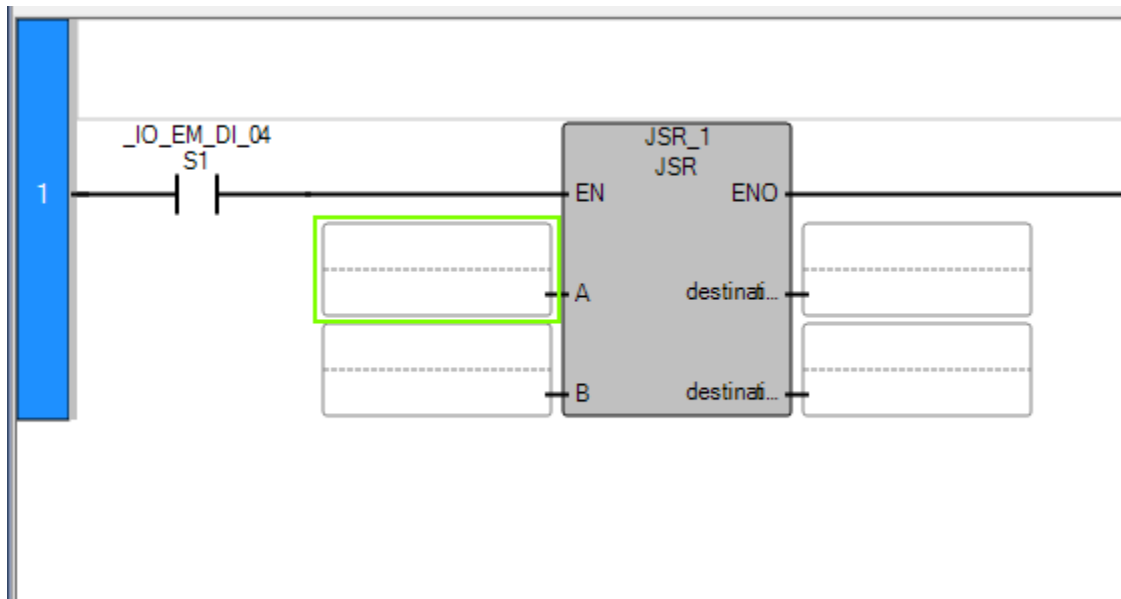 _IO_EM_DI_04
S1
JSR_1
JSR
1
EN ENO
A destinati...
B destinati...